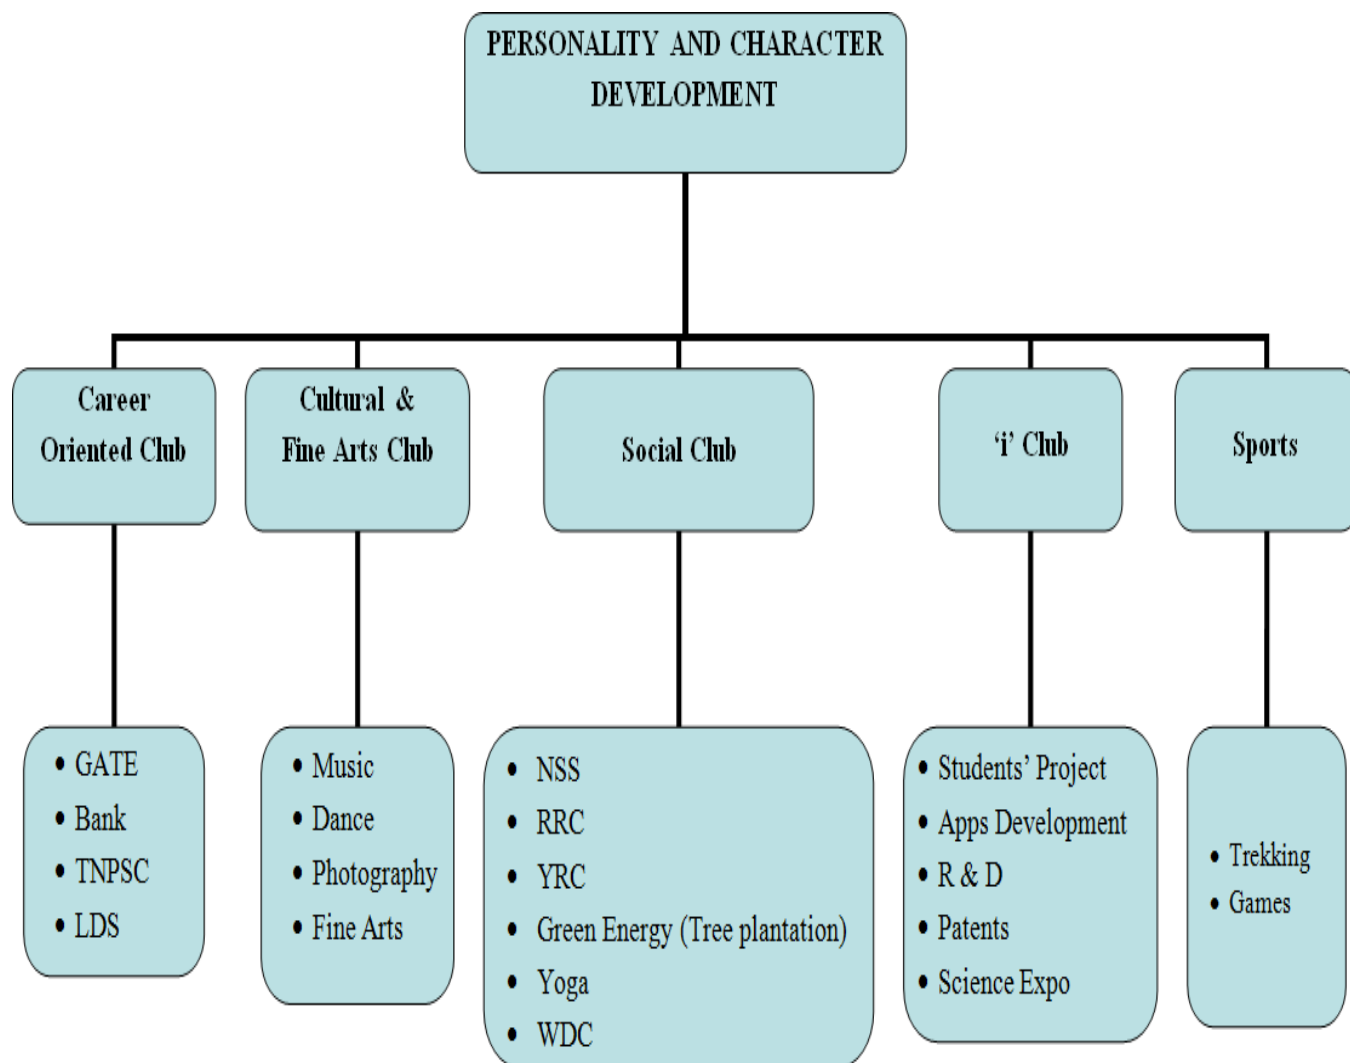 PERSONALITY AND CHARACTER
DEVELOPMENT
Career
Oriented Club
Cultural &
Fine Arts Club
Social Club
‘i’ Club
Sports
• GATE
• Bank
• TNPSC
• LDS
• Music
• Dance
• Photography
• Fine Arts
• NSS
• RRC
• YRC
• Green Energy (Tree plantation)
• Yoga
• WDC
• Students’ Project
• Apps Development
• R & D
• Patents
• Science Expo
• Trekking
• Games